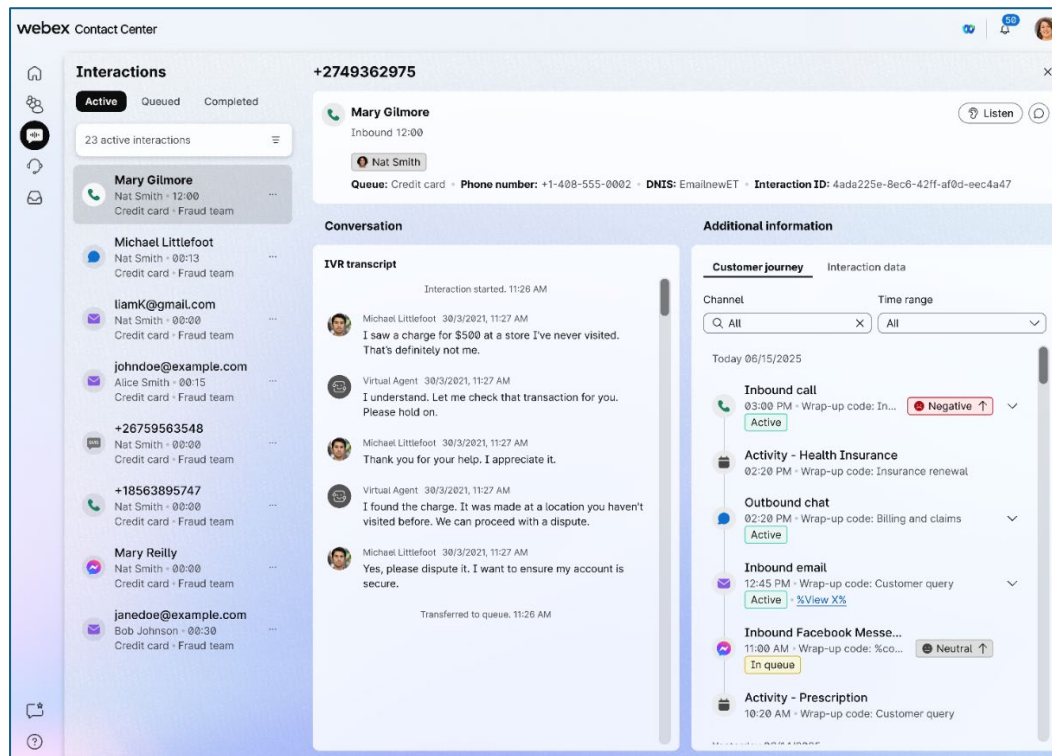 webex Contact Center
50
Interactions
Active Queued Completed
23 active interactions
Mary Gilmore
Nat Smith • 12:00
Credit card • Fraud team
Michael Littlefoot
Nat Smith • 00:13
Credit card • Fraud team
liamK@gmail.com
Nat Smith • 00:00
Credit card • Fraud team
johndoe@example.com
Alice Smith • 00:15
Credit card • Fraud team
+26759563548
Nat Smith • 00:00
Credit card • Fraud team
+18563895747
Nat Smith • 00:00
Credit card • Fraud team
Mary Reilly
Nat Smith • 00:00
Credit card • Fraud team
janedoe@example.com
Bob Johnson • 00:30
Credit card • Fraud team
+2749362975
Mary Gilmore
Inbound 12:00
Listen
Nat Smith
Queue: Credit card • Phone number: +1-408-555-0002 • DNIS: EmailnewET • Interaction ID: 4ada225e-8ec6-42ff-af0d-eec4a47
Conversation
IVR transcript
Interaction started. 11:26 AM
Michael Littlefoot 30/3/2021, 11:27 AM
I saw a charge for $500 at a store I've never visited.
That's definitely not me.
Virtual Agent 30/3/2021, 11:27 AM
I understand. Let me check that transaction for you.
Please hold on.
Michael Littlefoot 30/3/2021, 11:27 AM
Thank you for your help. I appreciate it.
Virtual Agent 30/3/2021, 11:27 AM
I found the charge. It was made at a location you haven't
visited before. We can proceed with a dispute.
Michael Littlefoot 30/3/2021, 11:27 AM
Yes, please dispute it. I want to ensure my account is
secure.
Transferred to queue. 11:26 AM
Additional information
Customer journey Interaction data
Channel Time range
All All
Today 06/15/2025
Inbound call
03:00 PM • Wrap-up code: In... Negative
Active
Activity - Health Insurance
02:20 PM • Wrap-up code: Insurance renewal
Outbound chat
02:20 PM • Wrap-up code: Billing and claims
Active
Inbound email
12:45 PM • Wrap-up code: Customer query
Active • %View X%
Inbound Facebook Messe...
11:00 AM • Wrap-up code: %co... Neutral
In queue
Activity - Prescription
10:20 AM • Wrap-up code: Customer query